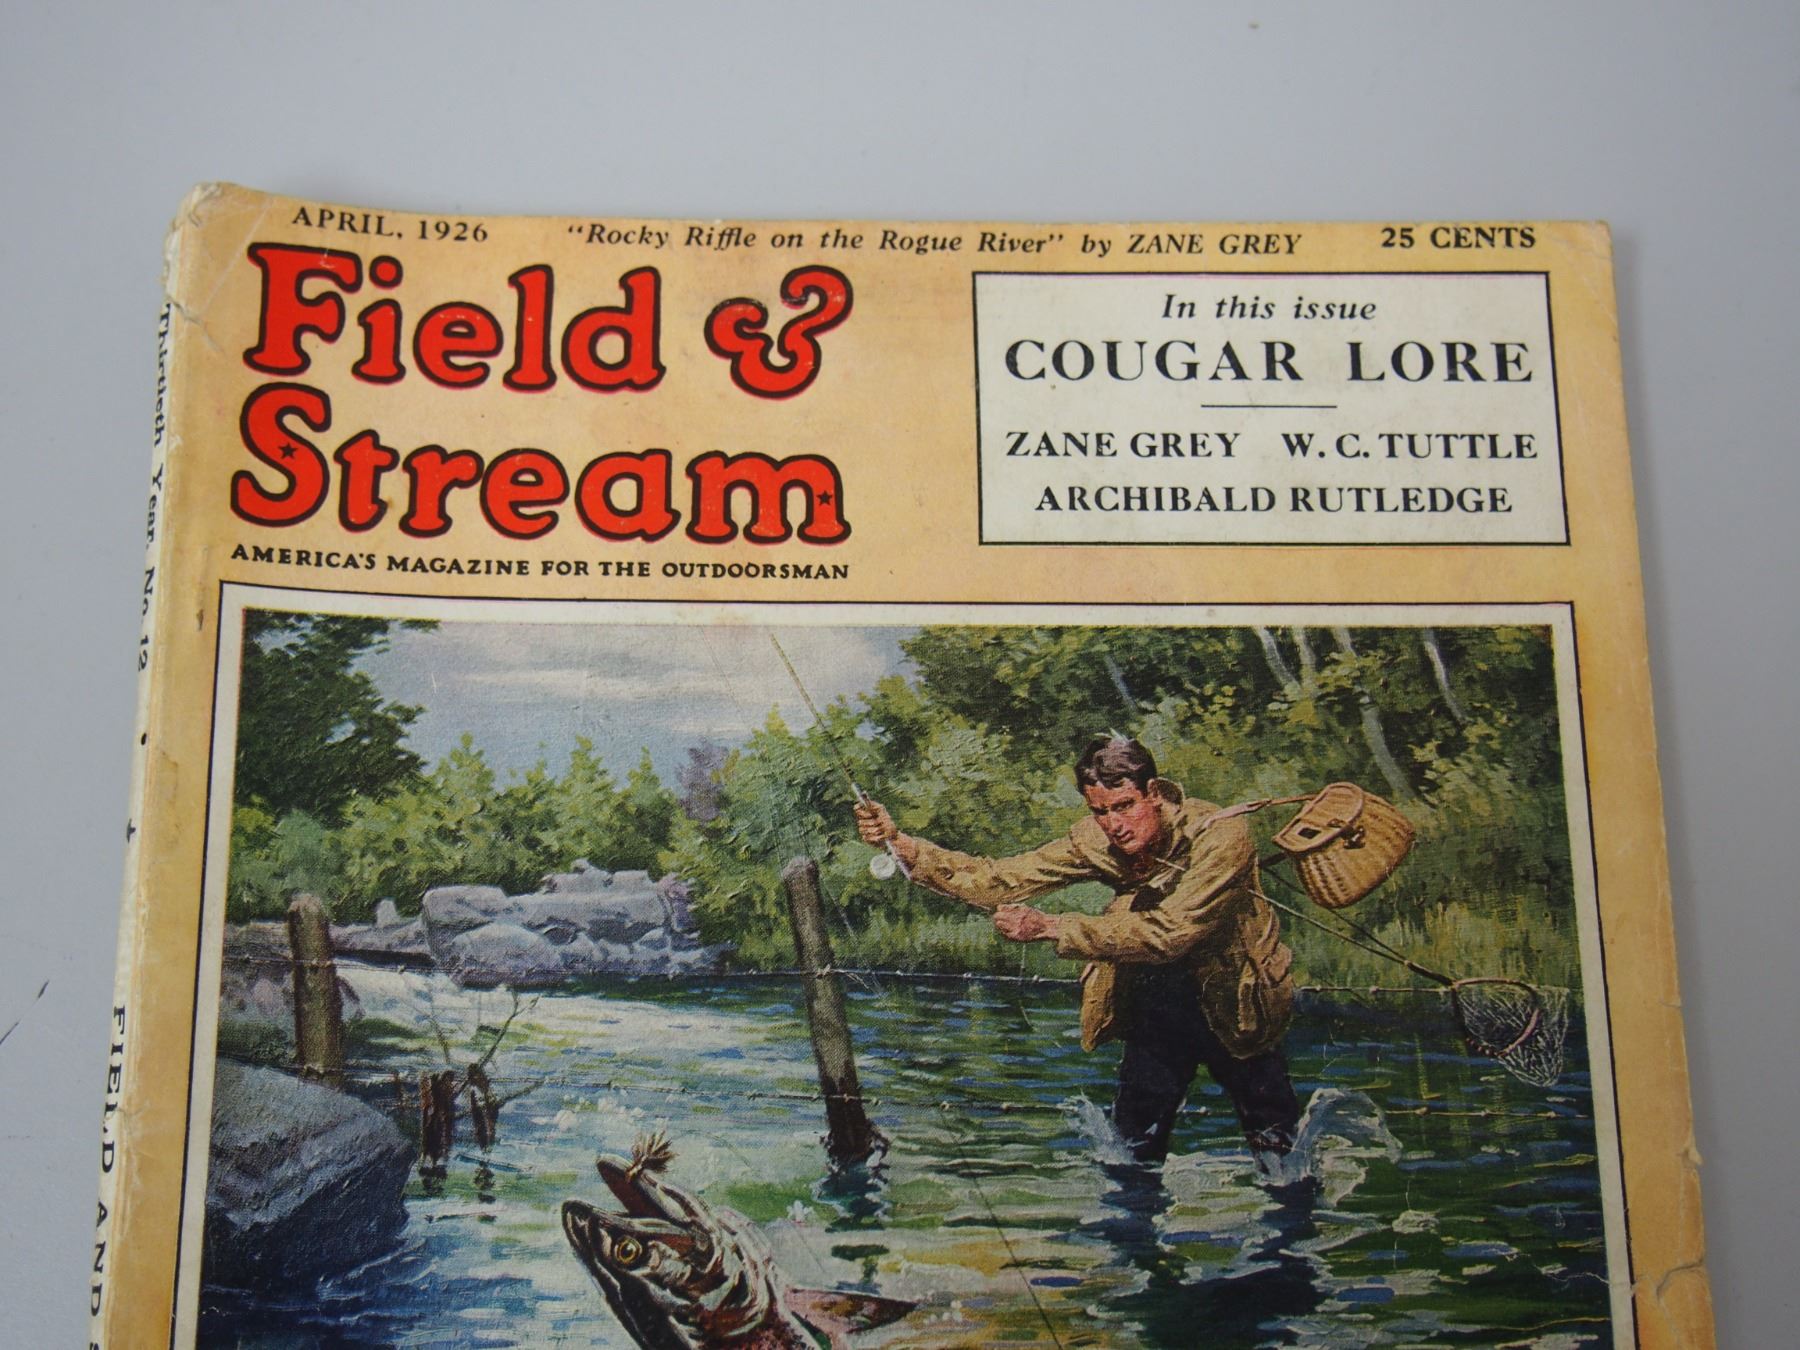 APRIL, 1926
"Rocky Riffle on the Rogue River" by ZANE GREY
25 CENTS
Field &
Stream
AMERICA'S MAGAZINE FOR THE OUTDOORSMAN
In this issue
COUGAR LORE
ZANE GREY W. C. TUTTLE
ARCHIBALD RUTLEDGE
Thirtieth Year, No. 12 • FIELD AND